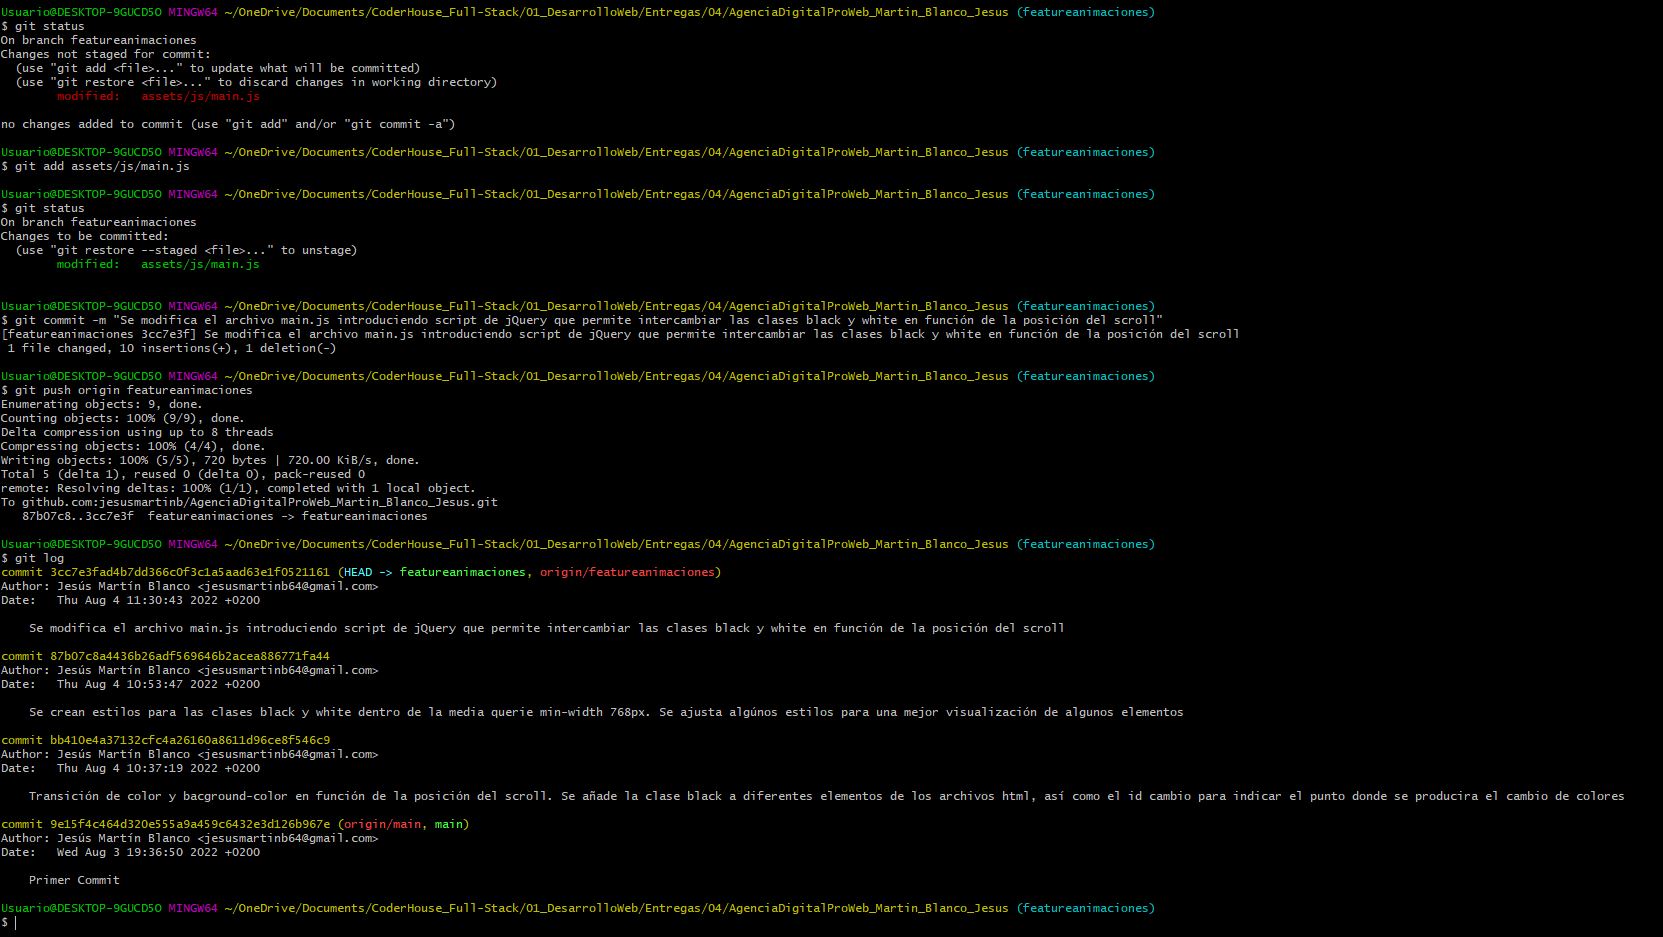 Usuario@DESKTOP-9GUCD5O MINGW64 ~/OneDrive/Documents/CoderHouse_Full-Stack/01_DesarrolloWeb/Entregas/04/AgenciaDigitalProWeb_Martin_Blanco_Jesus (featureanimaciones)
$ git status
On branch featureanimaciones
Changes not staged for commit:
  (use "git add <file>..." to update what will be committed)
  (use "git restore <file>..." to discard changes in working directory)
        modified:   assets/js/main.js

no changes added to commit (use "git add" and/or "git commit -a")

Usuario@DESKTOP-9GUCD5O MINGW64 ~/OneDrive/Documents/CoderHouse_Full-Stack/01_DesarrolloWeb/Entregas/04/AgenciaDigitalProWeb_Martin_Blanco_Jesus (featureanimaciones)
$ git add assets/js/main.js

Usuario@DESKTOP-9GUCD5O MINGW64 ~/OneDrive/Documents/CoderHouse_Full-Stack/01_DesarrolloWeb/Entregas/04/AgenciaDigitalProWeb_Martin_Blanco_Jesus (featureanimaciones)
$ git status
On branch featureanimaciones
Changes to be committed:
  (use "git restore --staged <file>..." to unstage)
        modified:   assets/js/main.js

Usuario@DESKTOP-9GUCD5O MINGW64 ~/OneDrive/Documents/CoderHouse_Full-Stack/01_DesarrolloWeb/Entregas/04/AgenciaDigitalProWeb_Martin_Blanco_Jesus (featureanimaciones)
$ git commit -m "Se modifica el archivo main.js introduciendo script de jQuery que permite intercambiar las clases black y white en función de la posición del scroll"
[featureanimaciones 3cc7e3f] Se modifica el archivo main.js introduciendo script de jQuery que permite intercambiar las clases black y white en función de la posición del scroll
 1 file changed, 10 insertions(+), 1 deletion(-)

Usuario@DESKTOP-9GUCD5O MINGW64 ~/OneDrive/Documents/CoderHouse_Full-Stack/01_DesarrolloWeb/Entregas/04/AgenciaDigitalProWeb_Martin_Blanco_Jesus (featureanimaciones)
$ git push origin featureanimaciones
Enumerating objects: 9, done.
Counting objects: 100% (9/9), done.
Delta compression using up to 8 threads
Compressing objects: 100% (4/4), done.
Writing objects: 100% (5/5), 720 bytes | 720.00 KiB/s, done.
Total 5 (delta 1), reused 0 (delta 0), pack-reused 0
remote: Resolving deltas: 100% (1/1), completed with 1 local object.
To github.com:jesusmartinb/AgenciaDigitalProWeb_Martin_Blanco_Jesus.git
   87b07c8..3cc7e3f  featureanimaciones -> featureanimaciones

Usuario@DESKTOP-9GUCD5O MINGW64 ~/OneDrive/Documents/CoderHouse_Full-Stack/01_DesarrolloWeb/Entregas/04/AgenciaDigitalProWeb_Martin_Blanco_Jesus (featureanimaciones)
$ git log
commit 3cc7e3fad4b7dd366c0f3c1a5aad63e1f0521161 (HEAD -> featureanimaciones, origin/featureanimaciones)
Author: Jesús Martín Blanco <jesusmartinb64@gmail.com>
Date:   Thu Aug 4 11:30:43 2022 +0200

    Se modifica el archivo main.js introduciendo script de jQuery que permite intercambiar las clases black y white en función de la posición del scroll

commit 87b07c8a4436b26adf569646b2acea886771fa44
Author: Jesús Martín Blanco <jesusmartinb64@gmail.com>
Date:   Thu Aug 4 10:53:47 2022 +0200

    Se crean estilos para las clases black y white dentro de la media querie min-width 768px. Se ajusta algúnos estilos para una mejor visualización de algunos elementos

commit bb410e4a37132cfc4a26160a8611d96ce8f546c9
Author: Jesús Martín Blanco <jesusmartinb64@gmail.com>
Date:   Thu Aug 4 10:37:19 2022 +0200

    Transición de color y bacground-color en función de la posición del scroll. Se añade la clase black a diferentes elementos de los archivos html, así como el id cambio para indicar el punto donde se producira el cambio de colores

commit 9e15f4c464d320e555a9a459c6432e3d126b967e (origin/main, main)
Author: Jesús Martín Blanco <jesusmartinb64@gmail.com>
Date:   Wed Aug 3 19:36:50 2022 +0200

    Primer Commit

Usuario@DESKTOP-9GUCD5O MINGW64 ~/OneDrive/Documents/CoderHouse_Full-Stack/01_DesarrolloWeb/Entregas/04/AgenciaDigitalProWeb_Martin_Blanco_Jesus (featureanimaciones)
$